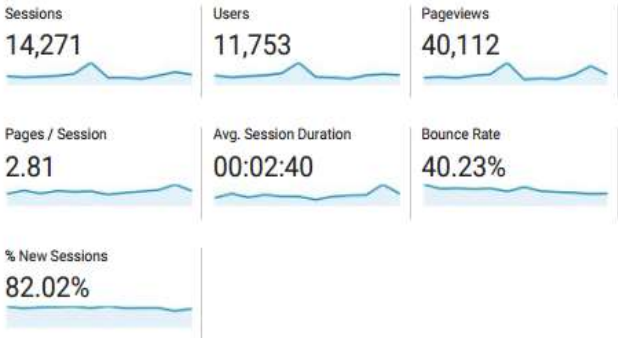 Sessions
14,271
Users
11,753
Pageviews
40,112
Pages / Session
2.81
Avg. Session Duration
00:02:40
Bounce Rate
40.23%
% New Sessions
82.02%